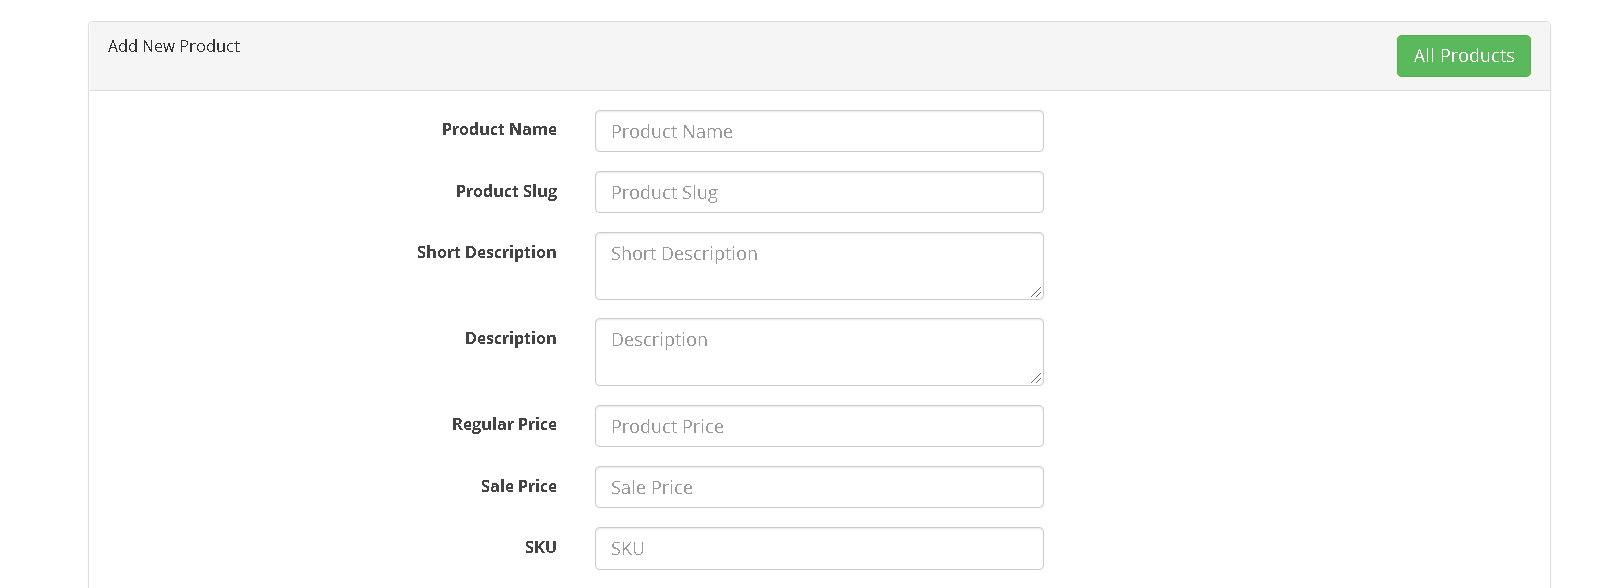 Add New Product
All Products
Product Name
Product Name
Product Slug
Product Slug
Short Description
Short Description
Description
Description
Regular Price
Product Price
Sale Price
Sale Price
SKU
SKU